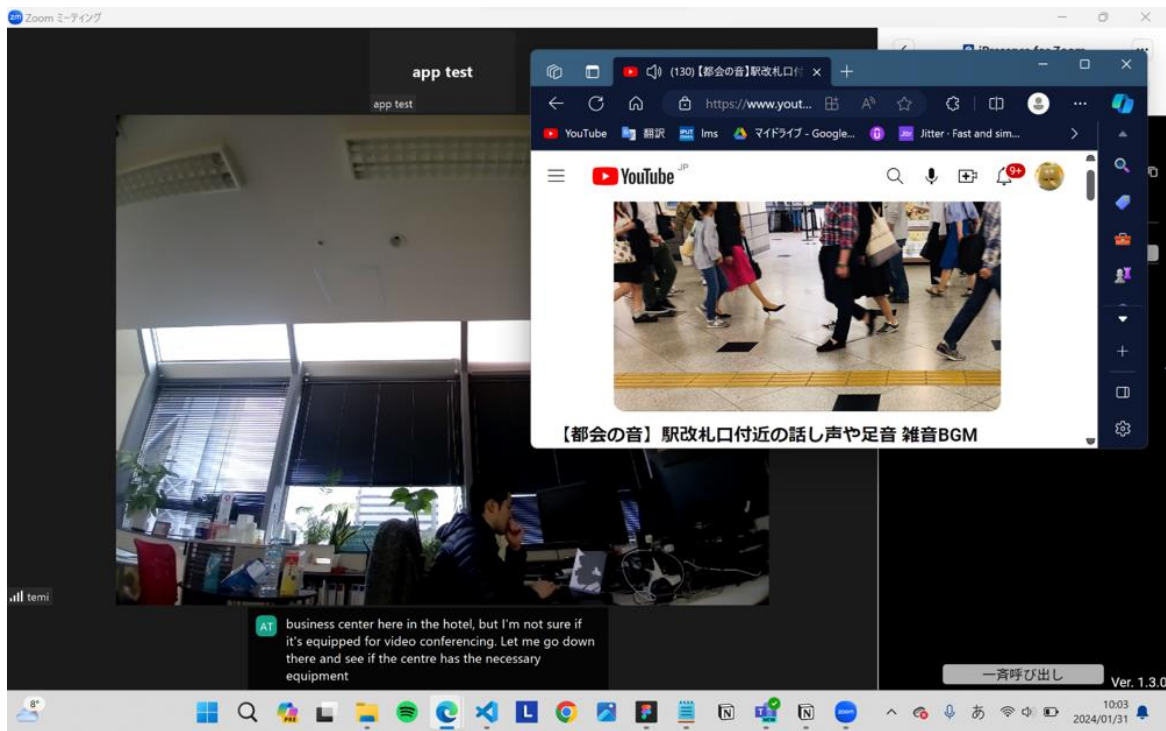 Zoom ミーティング
app test
app test
(130)【都会の音】駅改札口付
https://www.yout...
YouTube
翻訳
lms
マイドライブ - Google...
Jitter · Fast and sim...
YouTube JP
9+
【都会の音】駅改札口付近の話し声や足音 雑音BGM
temi
AT
business center here in the hotel, but I'm not sure if
it's equipped for video conferencing. Let me go down
there and see if the centre has the necessary
equipment
一斉呼び出し
Ver. 1.3.0
8°
あ
10:03
2024/01/31